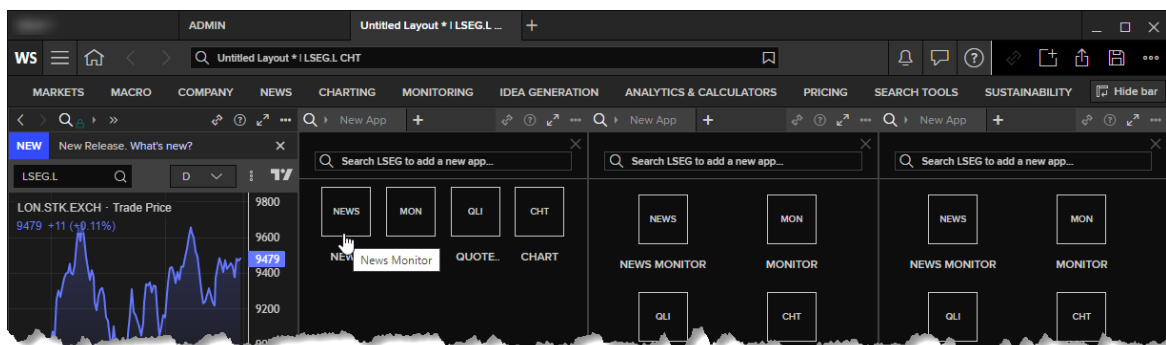 ADMIN
Untitled Layout * | LSEG.L ...
WS
Untitled Layout * | LSEG.L CHT
MARKETS MACRO COMPANY NEWS CHARTING MONITORING IDEA GENERATION ANALYTICS & CALCULATORS PRICING SEARCH TOOLS SUSTAINABILITY Hide bar
New App
New App
New App
NEW New Release. What's new?
LSEG.L D
LON.STK.EXCH · Trade Price
9479 +11 (+0.11%)
9800
9600
9479
9400
9200
Search LSEG to add a new app...
NEWS MON QLI CHT
News Monitor
QUOTE.. CHART
Search LSEG to add a new app...
NEWS MON
NEWS MONITOR MONITOR
QLI CHT
Search LSEG to add a new app...
NEWS MON
NEWS MONITOR MONITOR
QLI CHT